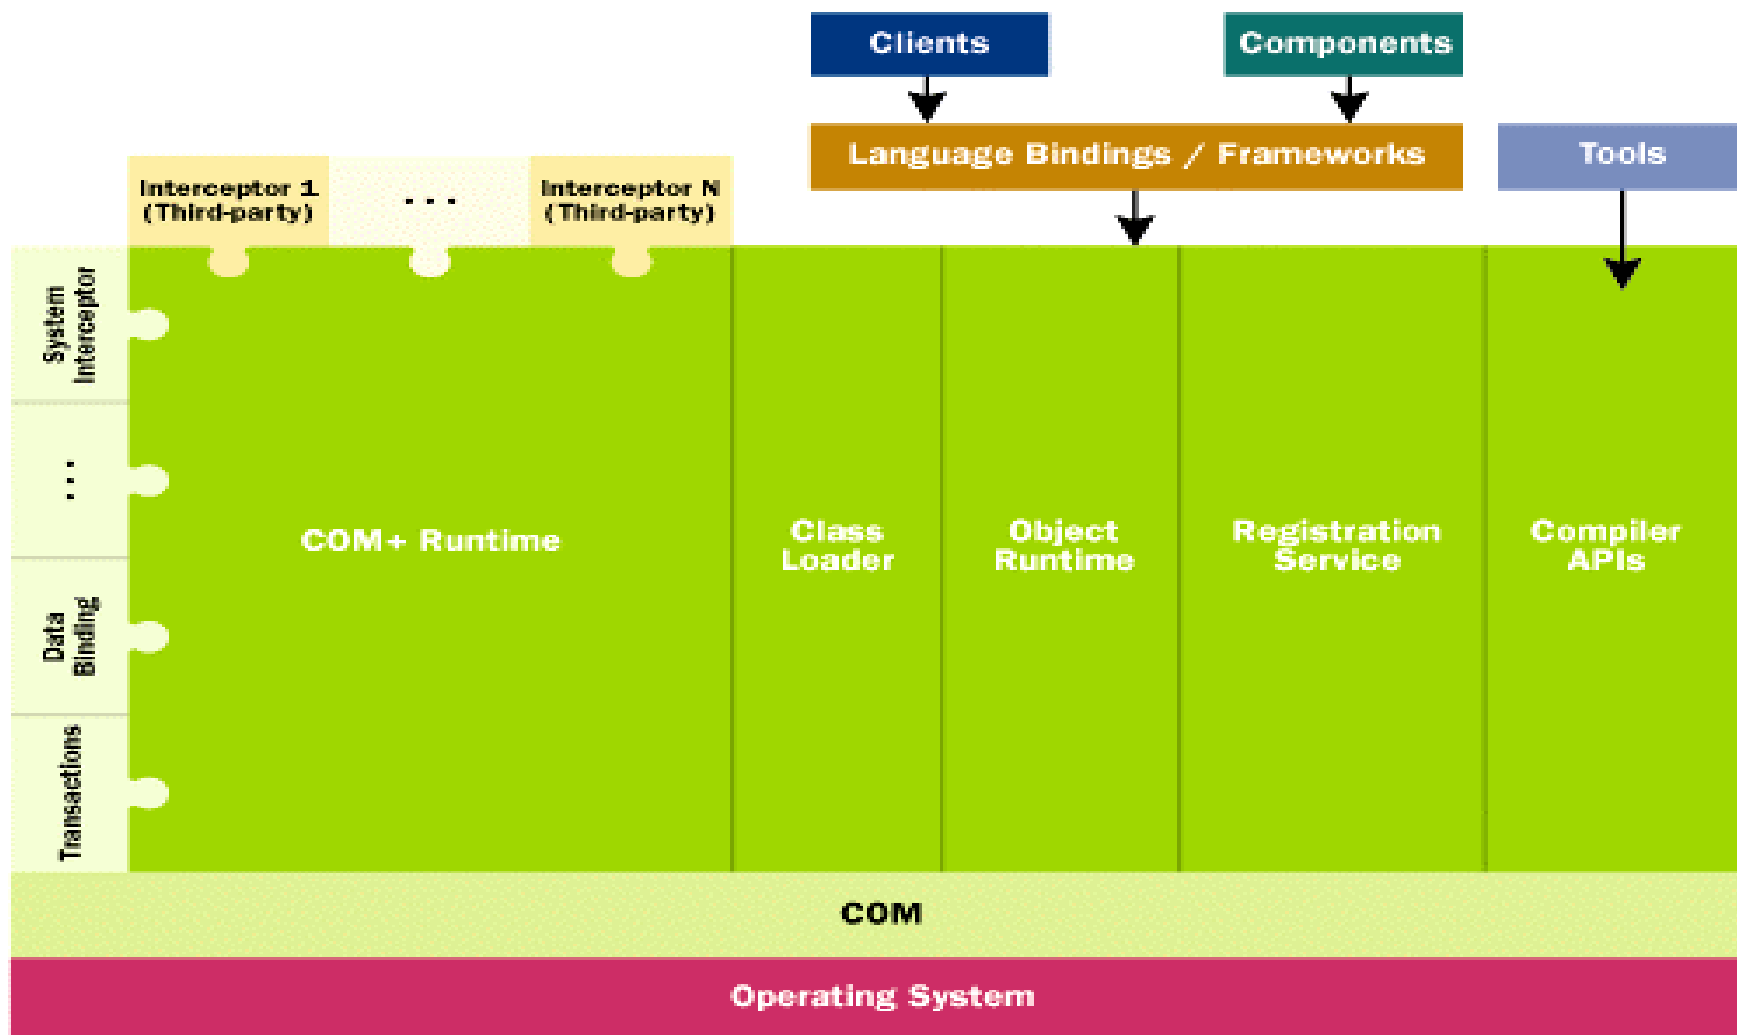 Clients
Components
Language Bindings / Frameworks
Tools
Interceptor 1
(Third-party)
...
Interceptor N
(Third-party)
System
Interceptor
...
Data
Binding
Transactions
COM+ Runtime
Class
Loader
Object
Runtime
Registration
Service
Compiler
APIs
COM
Operating System